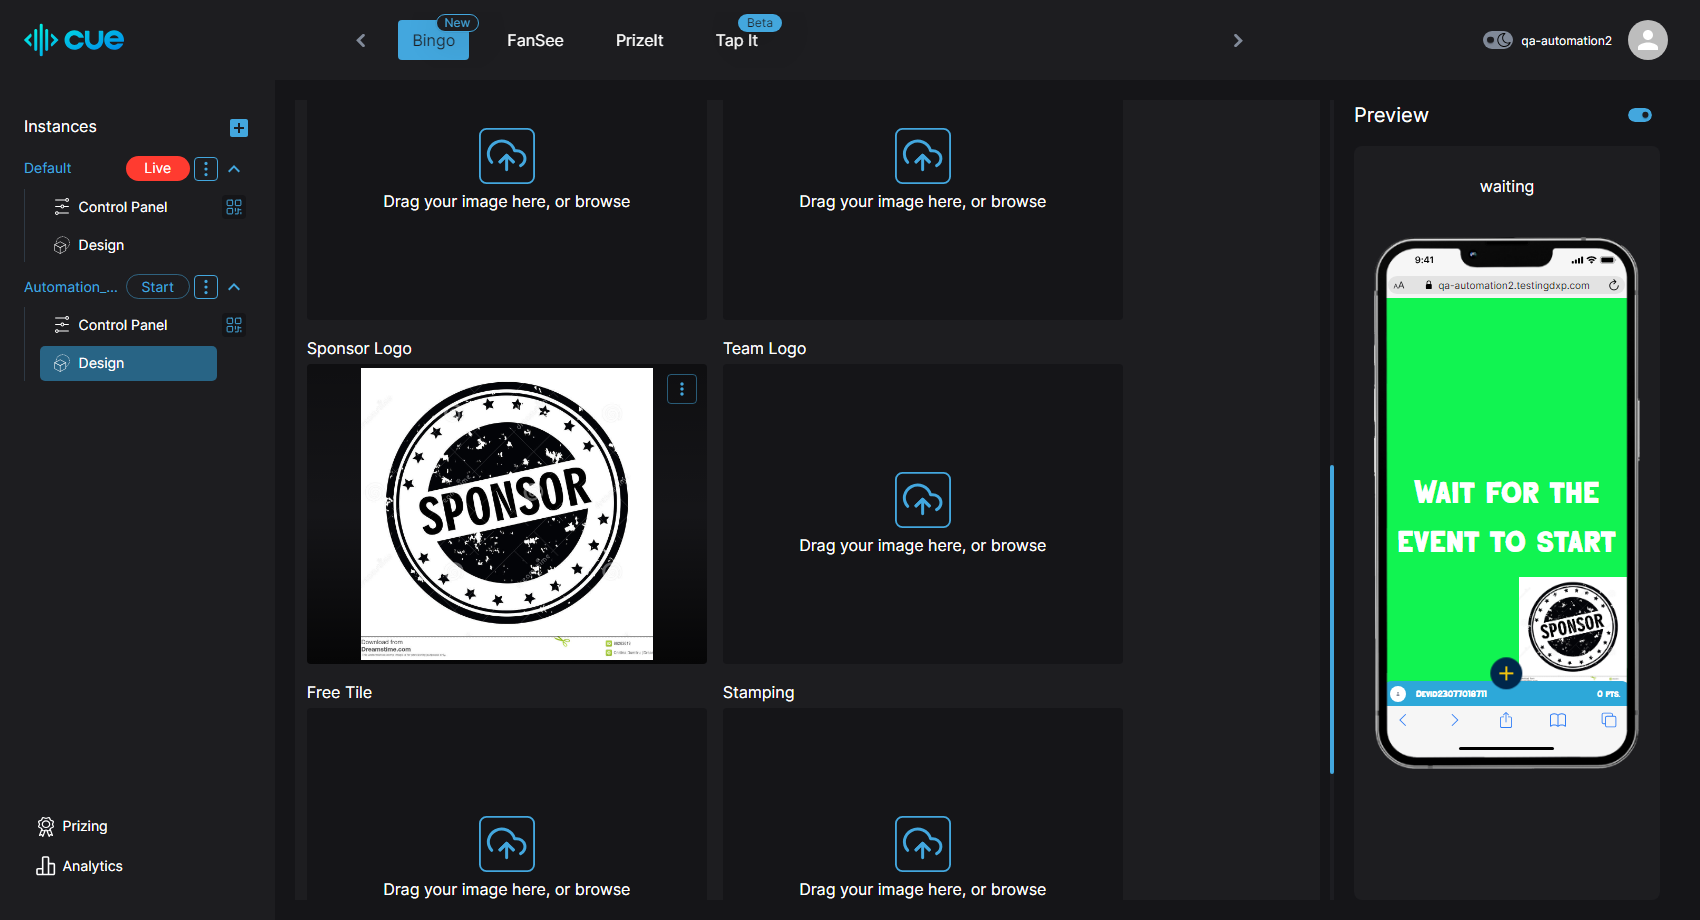 cue
Bingo
New
FanSee
PrizeIt
Tap It
Beta
qa-automation2
Instances
Default
Live
Control Panel
Design
Automation_...
Start
Control Panel
Design
Prizing
Analytics
Drag your image here, or browse
Drag your image here, or browse
Sponsor Logo
Team Logo
SPONSOR
Download from
Dreamstime.com
Drag your image here, or browse
Free Tile
Stamping
Drag your image here, or browse
Drag your image here, or browse
Preview
waiting
9:41
AA
qa-automation2.testingdxp.com
WAIT FOR THE
EVENT TO START
SPONSOR
DEVID23077018711
0 PTS.